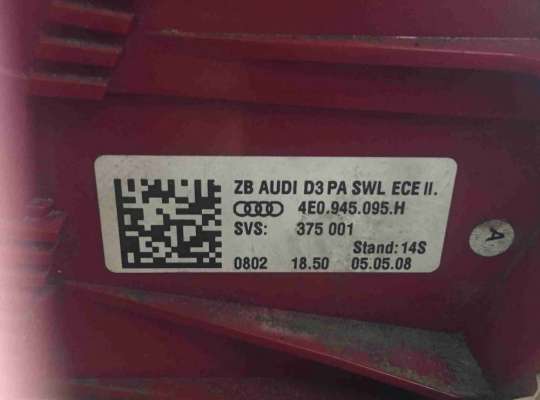 ZB AUDI D3 PA SWL ECE II.
4E0.945.095.H
SVS: 375 001
Stand: 14S
0802 18.50 05.05.08
A